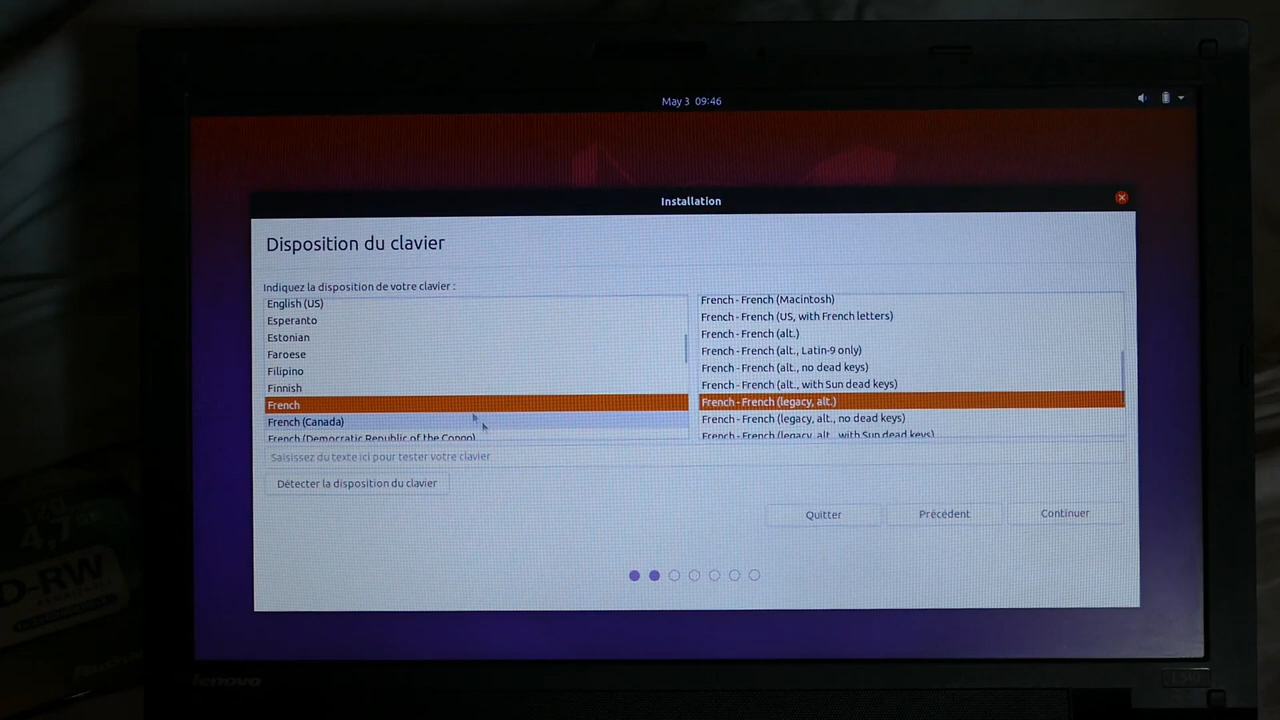 May 3 09:46
Installation
Disposition du clavier
Indiquez la disposition de votre clavier :
English (US)
Esperanto
Estonian
Faroese
Filipino
Finnish
French
French (Canada)
French (Democratic Republic of the Congo)
French - French (Macintosh)
French - French (US, with French letters)
French - French (alt.)
French - French (alt., Latin-9 only)
French - French (alt., no dead keys)
French - French (alt., with Sun dead keys)
French - French (legacy, alt.)
French - French (legacy, alt., no dead keys)
French - French (legacy, alt., with Sun dead keys)
Saisissez du texte ici pour tester votre clavier
Détecter la disposition du clavier
Quitter
Précédent
Continuer
lenovo
L540
120
4.7
D-RW